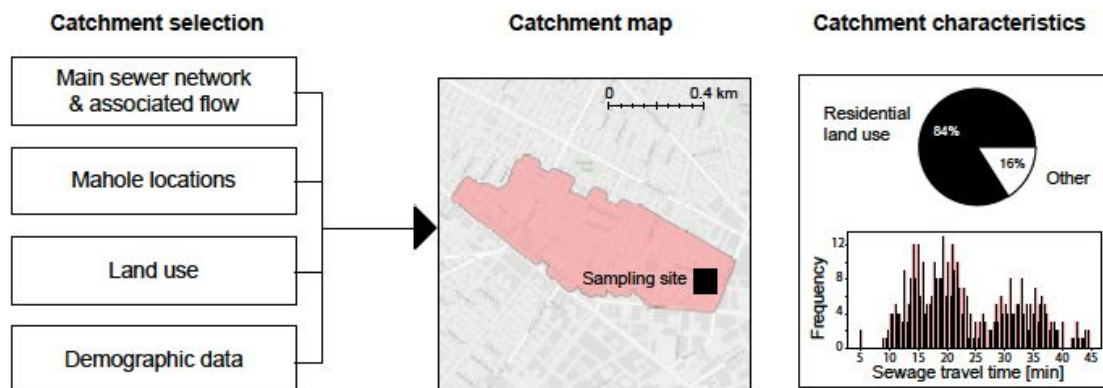 Catchment selection
Main sewer network
& associated flow
Mahole locations
Land use
Demographic data
Catchment map
0 0.4 km
Sampling site
Catchment characteristics
Residential
land use
84%
16%
Other
Frequency
12
8
4
0
5 10 15 20 25 30 35 40 45
Sewage travel time [min]